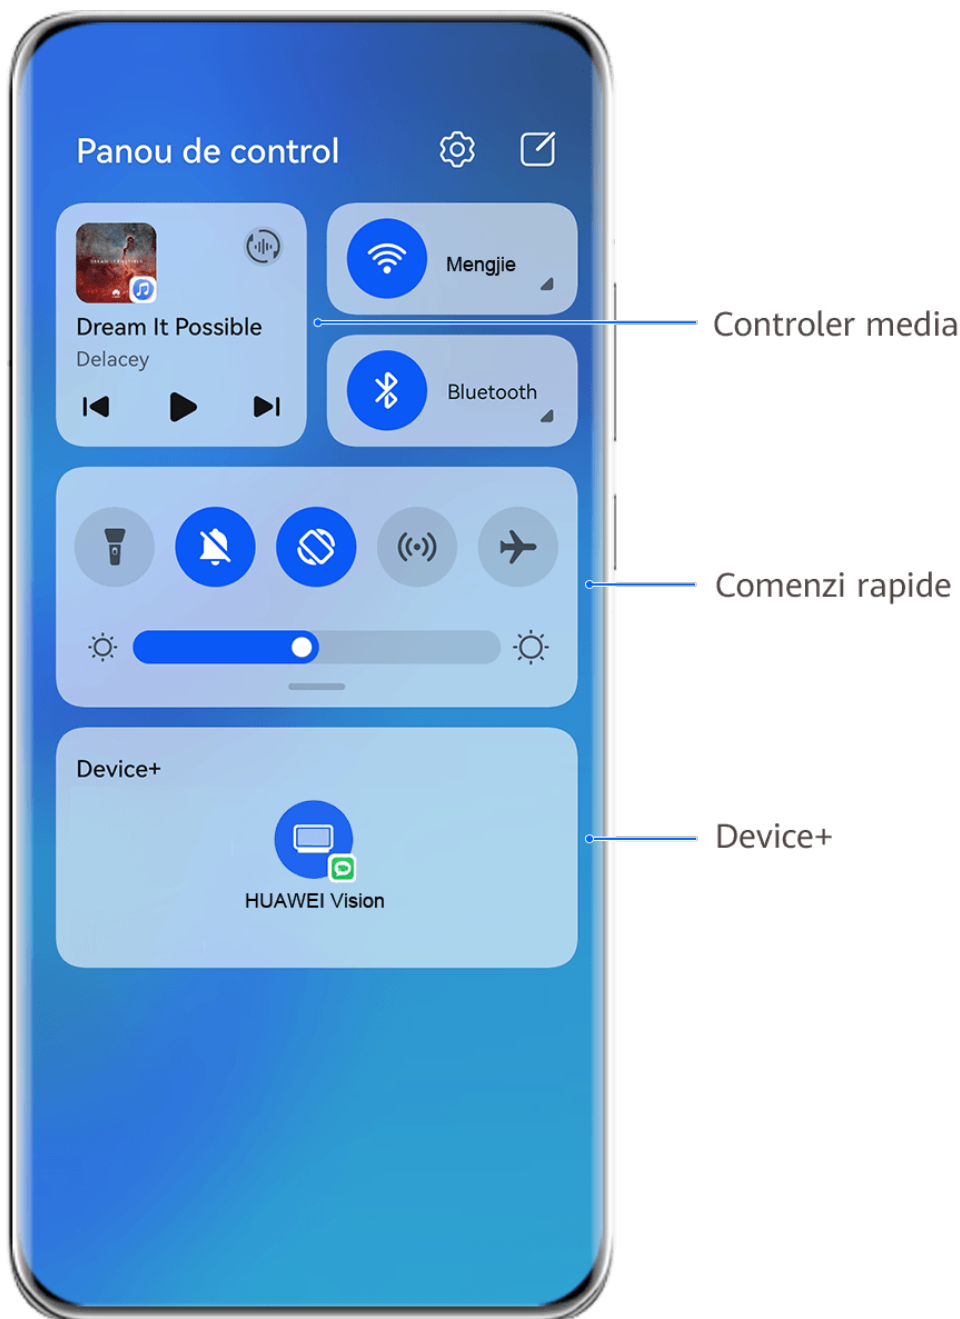 Panou de control
Dream It Possible
Delacey
Mengjie
Bluetooth
Controler media
Comenzi rapide
Device+
HUAWEI Vision
Device+